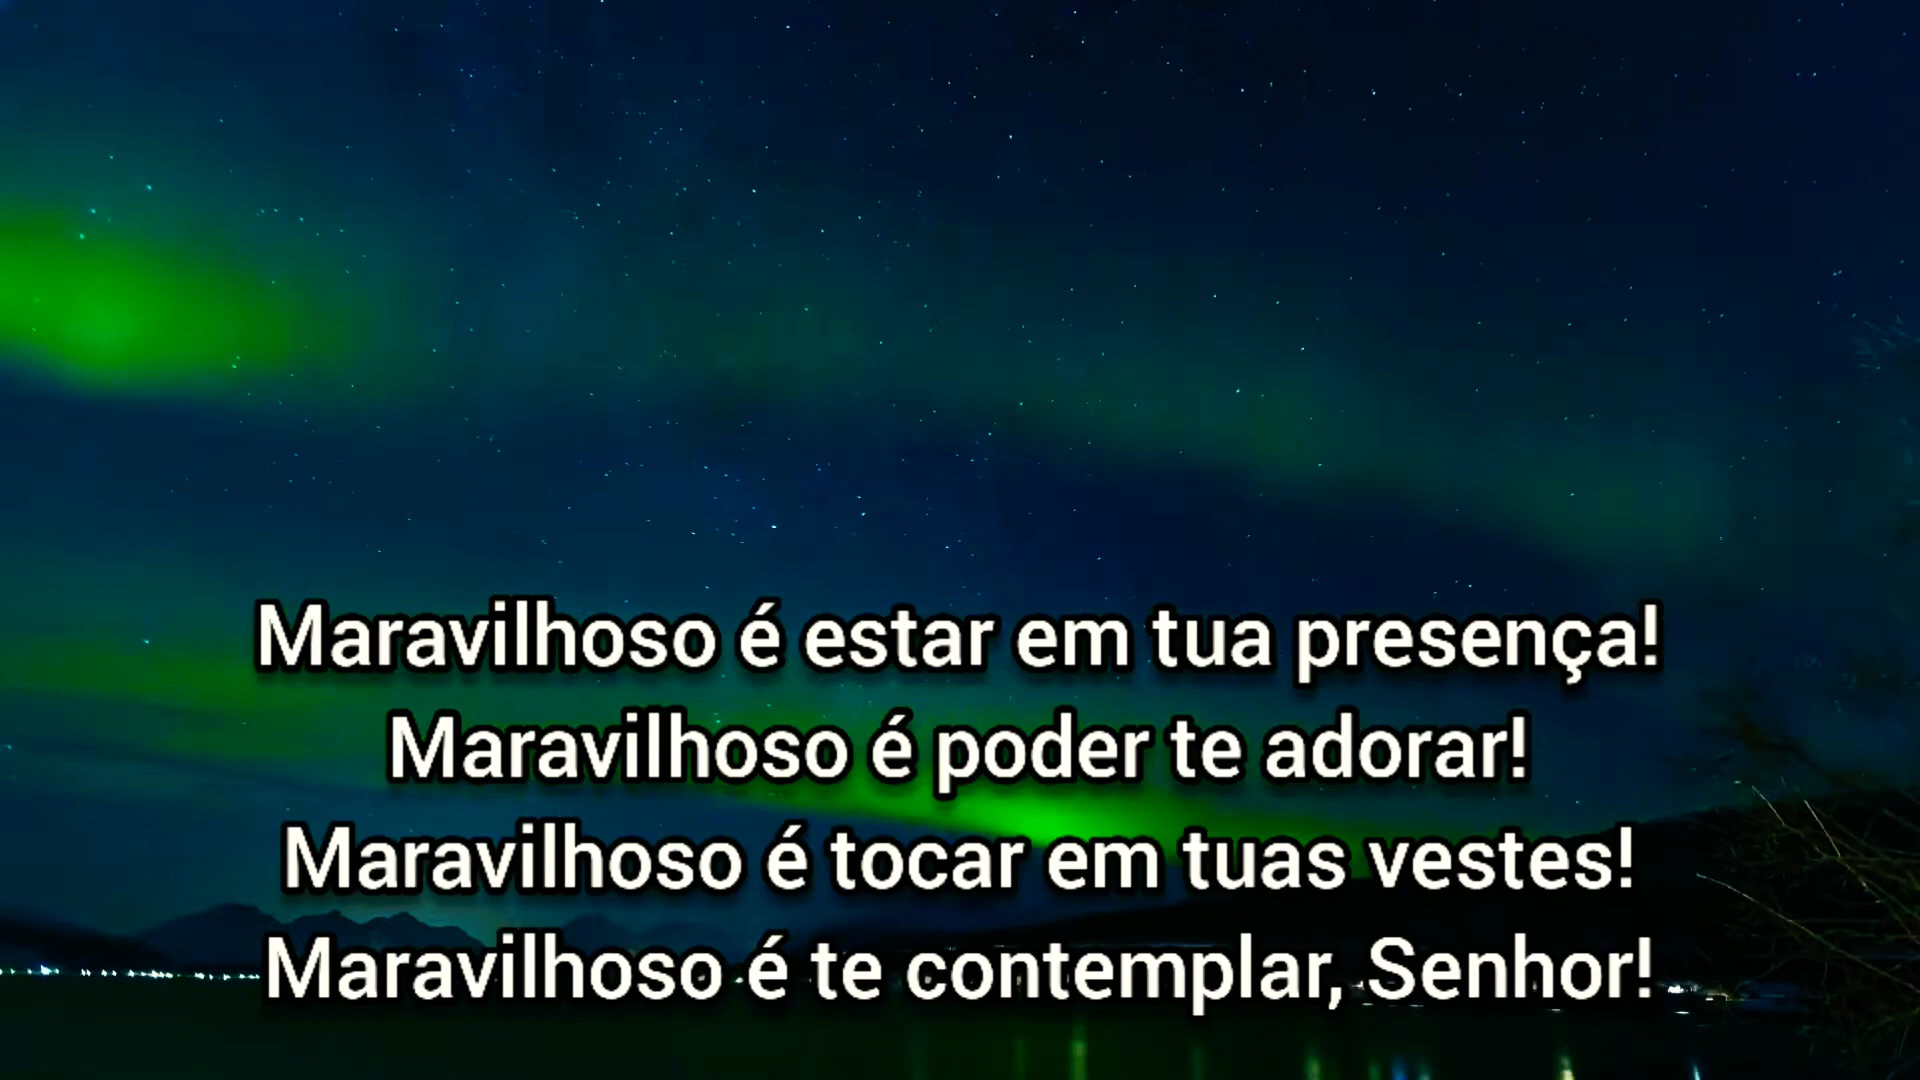 Maravilhoso é estar em tua presença!
Maravilhoso é poder te adorar!
Maravilhoso é tocar em tuas vestes!
Maravilhoso é te contemplar, Senhor!